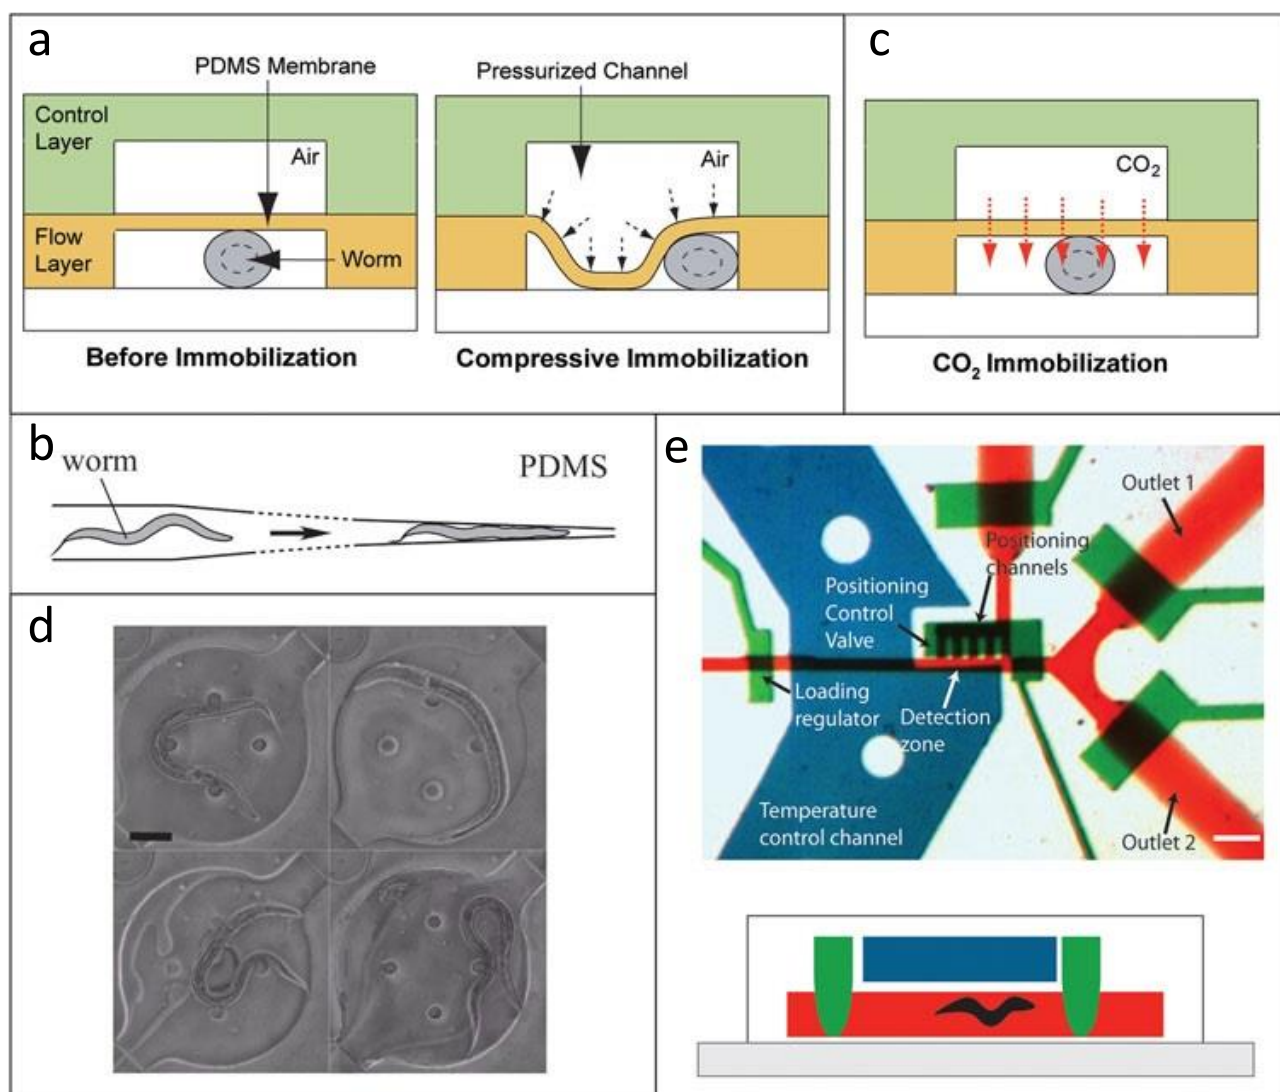 a
PDMS Membrane
Control
Layer
Air
Flow
Layer
Worm
Before Immobilization
Pressurized Channel
Air
Compressive Immobilization
c
CO2
CO2 Immobilization
b
worm
PDMS
d
e
Outlet 1
Positioning
channels
Positioning
Control
Valve
Loading
regulator
Detection
zone
Temperature
control channel
Outlet 2